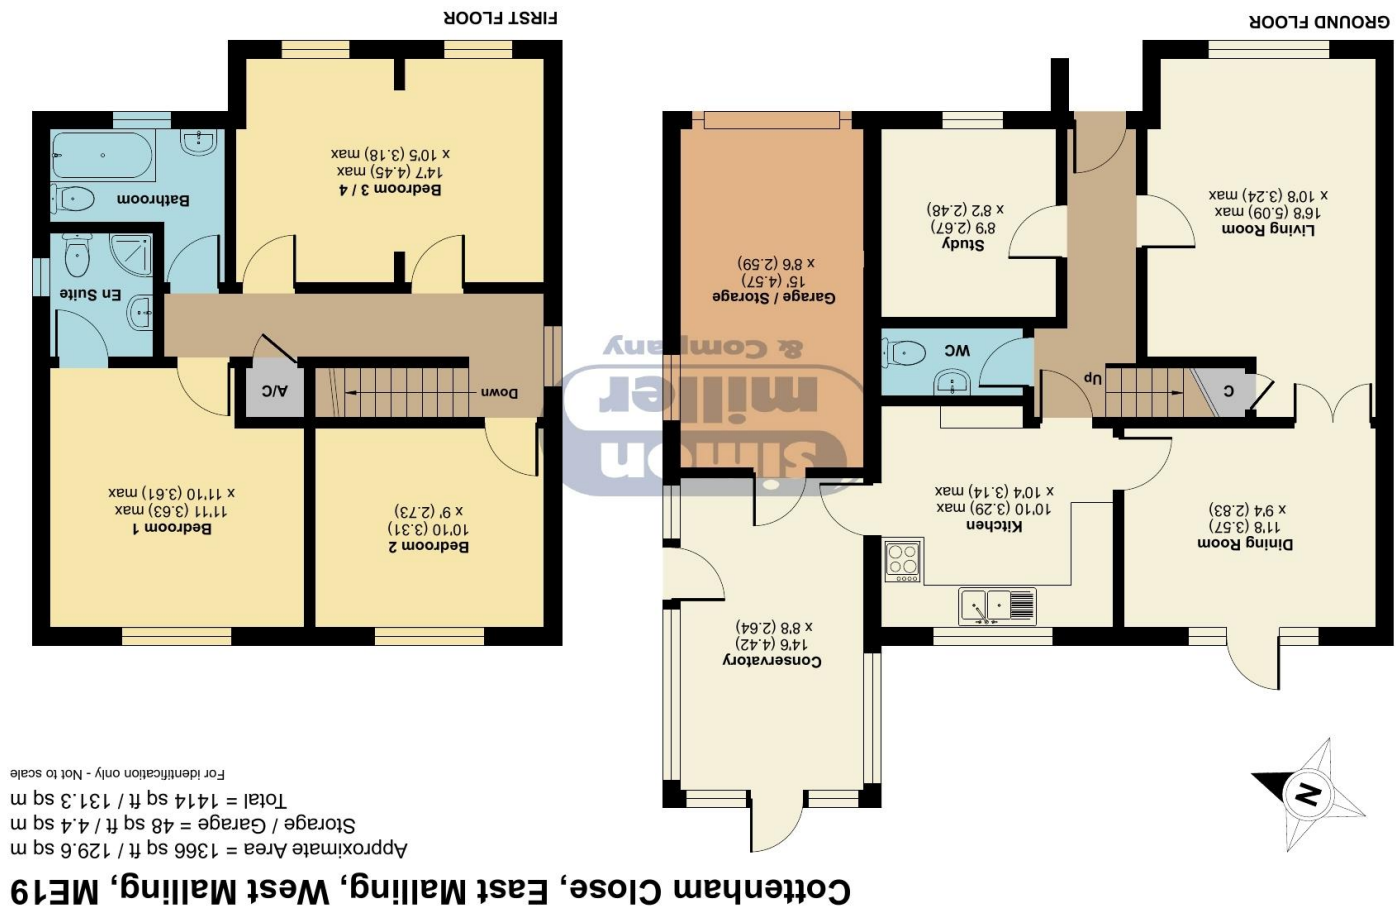 Cottenham Close, East Malling, West Malling, ME19
Approximate Area = 1366 sq ft / 129.6 sq m
Storage / Garage = 48 sq ft / 4.4 sq m
Total = 1414 sq ft / 131.3 sq m
For identification only - Not to scale
N
Conservatory
14'6 (4.42)
x 8'8 (2.64)
Dining Room
11'8 (3.57)
x 9'4 (2.83)
Kitchen
10'10 (3.29) max
x 10'4 (3.14) max
C
Up
WC
Living Room
16'8 (5.09) max
x 10'8 (3.24) max
Study
8'9 (2.67)
x 8'2 (2.48)
Garage / Storage
15' (4.57)
x 8'6 (2.59)
GROUND FLOOR
simon
miller
& Company
Bedroom 2
10'10 (3.31)
x 9' (2.73)
Bedroom 1
11'11 (3.63) max
x 11'10 (3.61) max
Down
A/C
En Suite
Bedroom 3 / 4
14'7 (4.45) max
x 10'5 (3.18) max
Bathroom
FIRST FLOOR